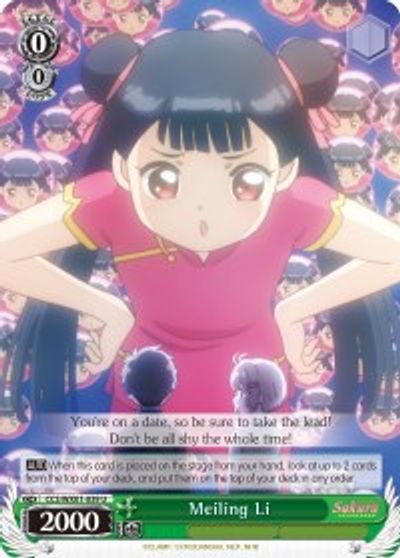 0
0
You're on a date, so be sure to take the lead!
Don't be all shy the whole time!
When this card is placed on the stage from your hand, look at up to 2 cards
from the top of your deck, and put them on the top of your deck in any order.
2000
Meiling Li
Sakura